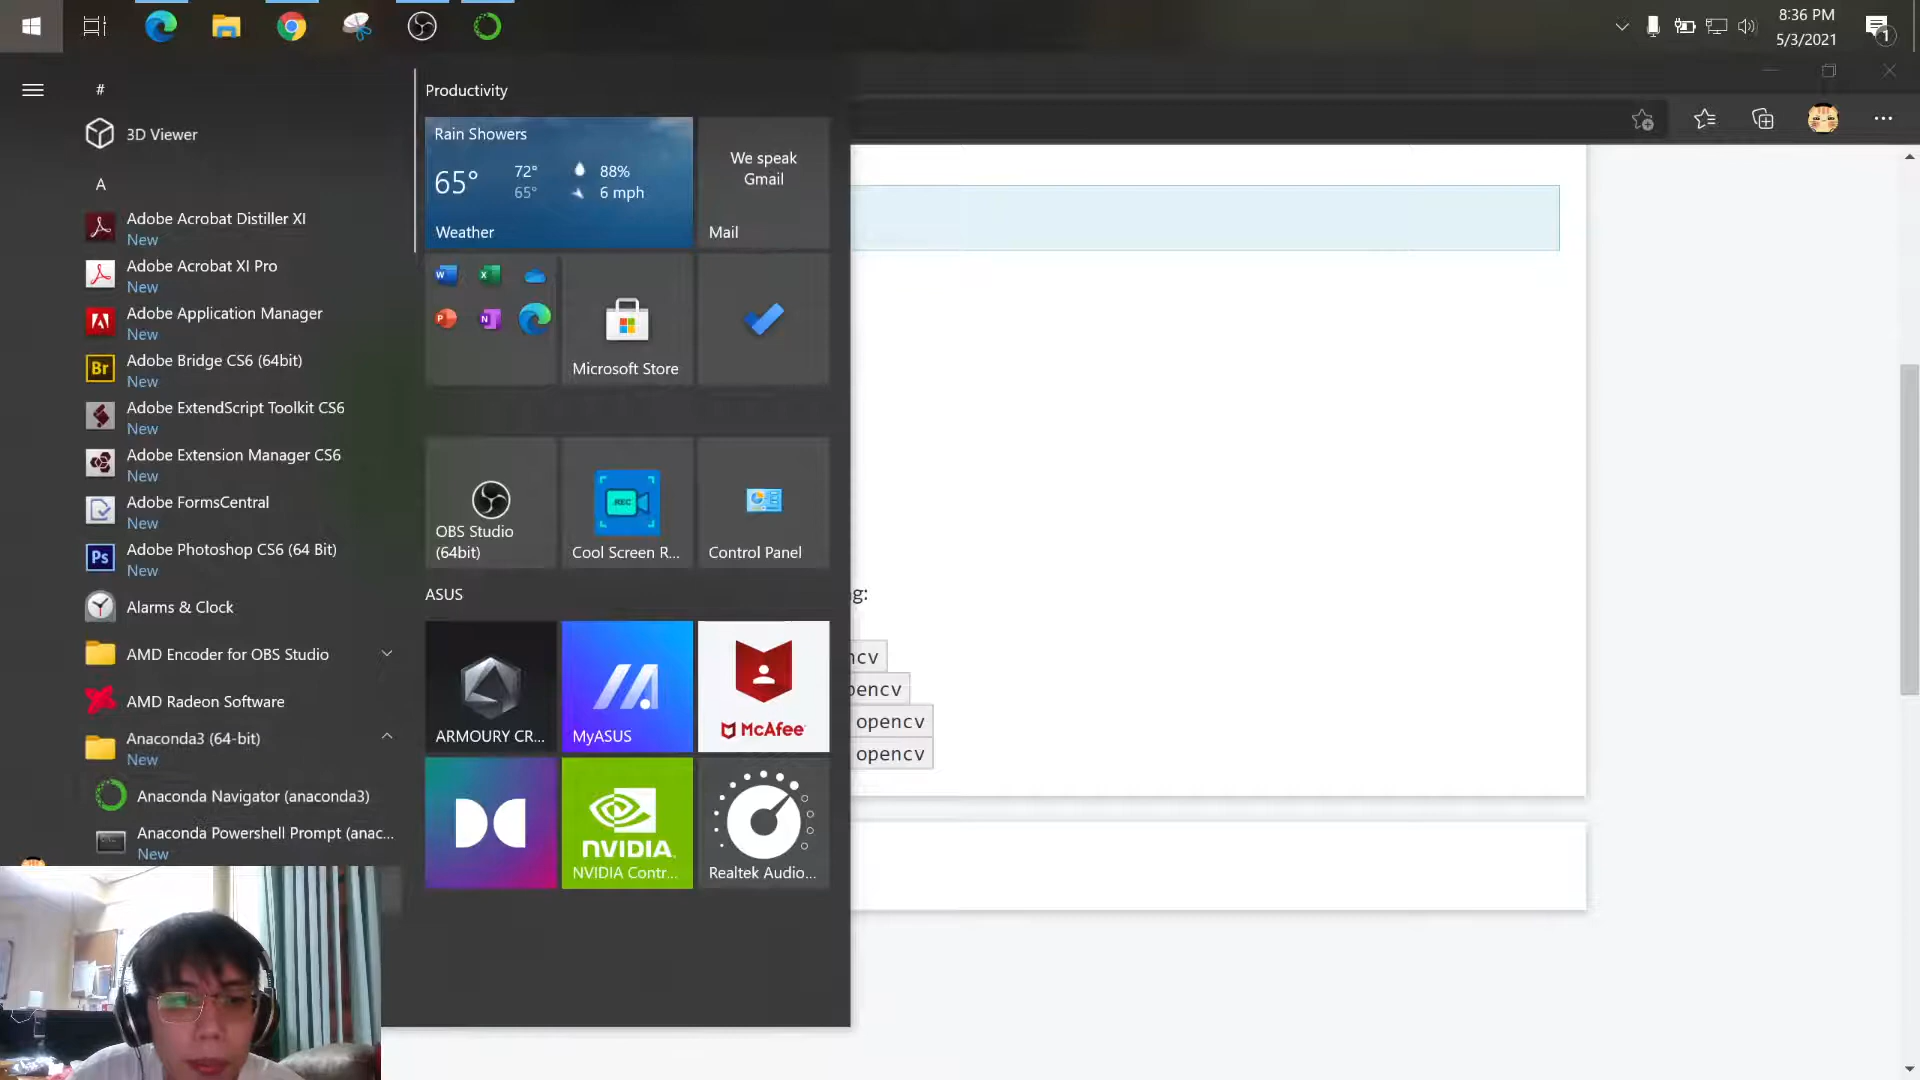 8:36 PM
5/3/2021
1
#
3D Viewer
A
Adobe Acrobat Distiller XI
New
Adobe Acrobat XI Pro
New
Adobe Application Manager
New
Br
Adobe Bridge CS6 (64bit)
New
Adobe ExtendScript Toolkit CS6
New
Adobe Extension Manager CS6
New
Adobe FormsCentral
New
Ps
Adobe Photoshop CS6 (64 Bit)
New
Alarms & Clock
AMD Encoder for OBS Studio
AMD Radeon Software
Anaconda3 (64-bit)
New
Anaconda Navigator (anaconda3)
Anaconda Powershell Prompt (anac...
New
Productivity
Rain Showers
65°
72°
65°
88%
6 mph
Weather
We speak
Gmail
Mail
W
X
P
N
Microsoft Store
OBS Studio
(64bit)
REC
Cool Screen R...
Control Panel
ASUS
ARMOURY CR...
MyASUS
McAfee
NVIDIA
NVIDIA Contr...
Realtek Audio...
g:
ncv
pencv
opencv
opencv